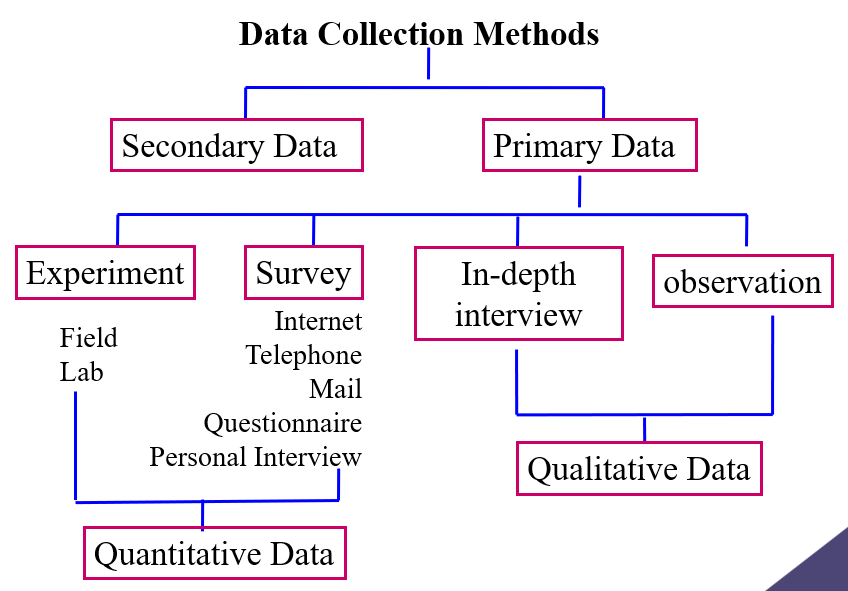 Data Collection Methods
Secondary Data
Primary Data
Experiment
Survey
In-depth
interview
observation
Field
Lab
Internet
Telephone
Mail
Questionnaire
Personal Interview
Qualitative Data
Quantitative Data